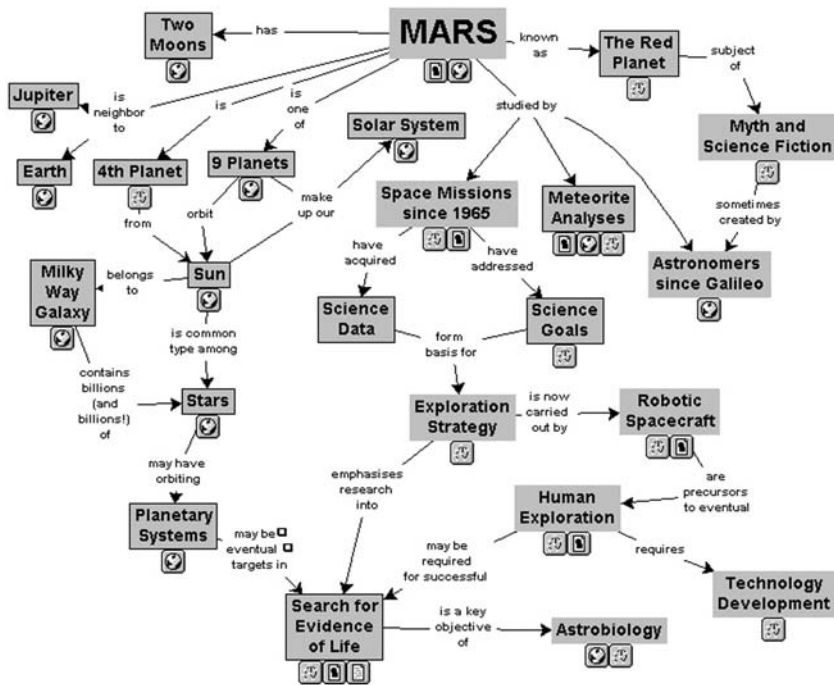 MARS
Two
Moons
has
known
as
The Red
Planet
subject
of
Jupiter
is
neighbor
to
is
is
one
of
Solar System
studied by
Myth and
Science Fiction
Earth
4th Planet
9 Planets
make
up our
Space Missions
since 1965
Meteorite
Analyses
sometimes
created by
from
orbit
have
acquired
have
addressed
Astronomers
since Galileo
Milky
Way
Galaxy
belongs
to
Sun
Science
Data
Science
Goals
is common
type among
form
basis for
contains
billions
(and
billions!)
of
Stars
Exploration
Strategy
is now
carried
out by
Robotic
Spacecraft
may have
orbiting
emphasises
research
into
are
precursors
to eventual
Planetary
Systems
Human
Exploration
may be
eventual
targets in
may be
required
for successful
requires
Technology
Development
Search for
Evidence
of Life
is a key
objective
of
Astrobiology